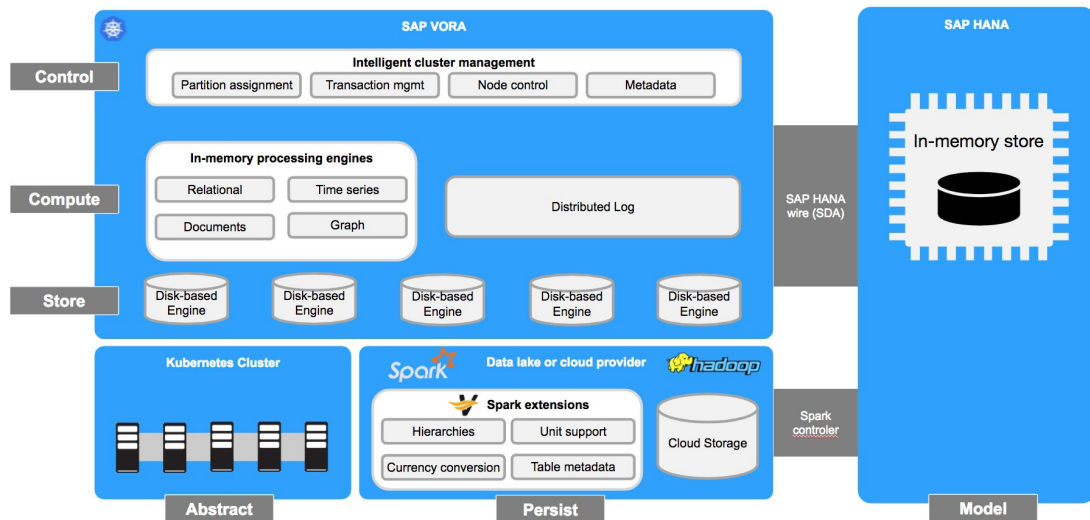 SAP VORA
SAP HANA
Control
Intelligent cluster management
Partition assignment
Transaction mgmt
Node control
Metadata
In-memory store
In-memory processing engines
Compute
Relational
Time series
Documents
Graph
Distributed Log
SAP HANA
wire (SDA)
Store
Disk-based
Engine
Disk-based
Engine
Disk-based
Engine
Disk-based
Engine
Disk-based
Engine
Kubernetes Cluster
Spark
Data lake or cloud provider
hadoop
Spark extensions
Hierarchies
Unit support
Currency conversion
Table metadata
Cloud Storage
Spark
controler
Abstract
Persist
Model